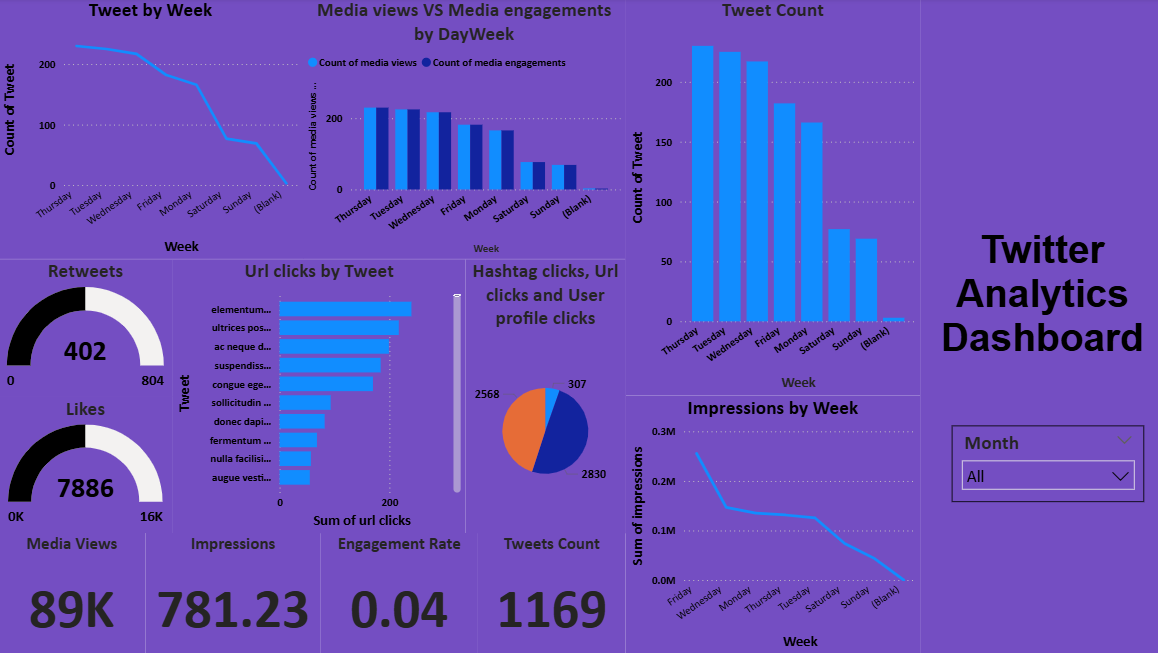 Tweet by Week
Count of Tweet
200
100
0
Thursday
Tuesday
Wednesday
Friday
Monday
Saturday
Sunday
(Blank)
Week
Media views VS Media engagements
by DayWeek
Count of media views
Count of media engagements
Count of media views ...
200
0
Thursday
Tuesday
Wednesday
Friday
Monday
Saturday
Sunday
(Blank)
Week
Tweet Count
Count of Tweet
200
150
100
50
0
Thursday
Tuesday
Wednesday
Friday
Monday
Saturday
Sunday
(Blank)
Week
Twitter
Analytics
Dashboard
Month
All
Retweets
402
0
804
Likes
7886
0K
16K
Url clicks by Tweet
Tweet
elementum...
ultrices pos...
ac neque d...
suspendiss...
congue ege...
sollicitudin ...
donec dapi...
fermentum ...
nulla facilisi...
augue vesti...
0
200
Sum of url clicks
Hashtag clicks, Url
clicks and User
profile clicks
307
2568
2830
Impressions by Week
Sum of impressions
0.3M
0.2M
0.1M
0.0M
Friday
Wednesday
Monday
Thursday
Tuesday
Saturday
Sunday
(Blank)
Week
Media Views
89K
Impressions
781.23
Engagement Rate
0.04
Tweets Count
1169